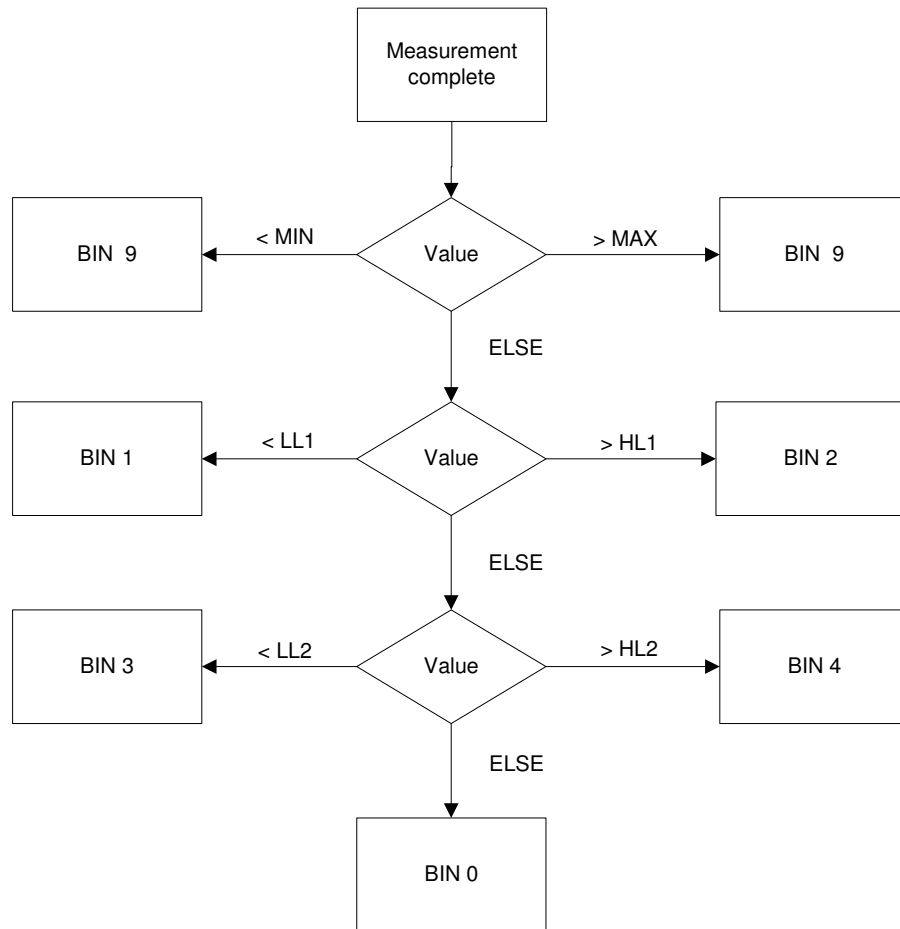 Measurement
complete
< MIN
> MAX
BIN  9
Value
BIN  9
ELSE
< LL1
> HL1
BIN 1
Value
BIN 2
ELSE
< LL2
> HL2
BIN 3
Value
BIN 4
ELSE
BIN 0